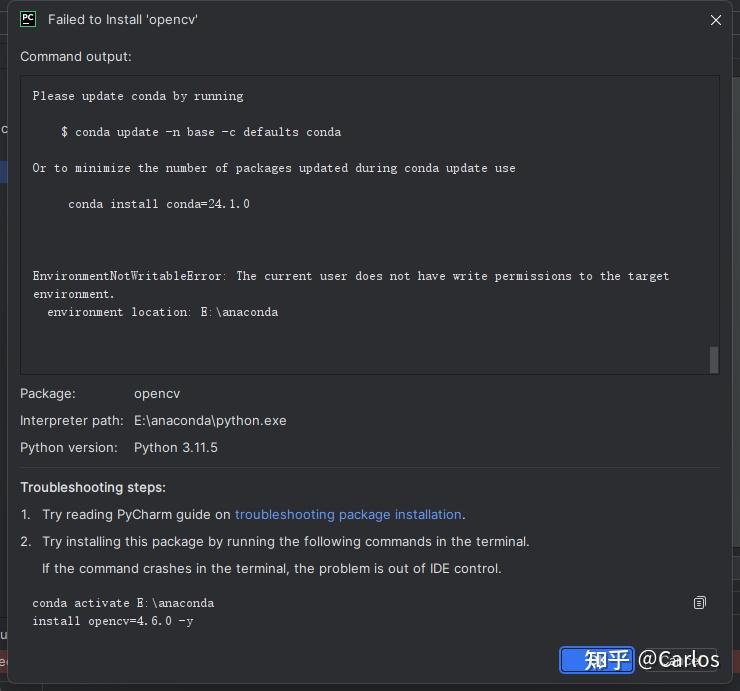 PC Failed to Install 'opencv'
Command output:
Please update conda by running
$ conda update -n base -c defaults conda
Or to minimize the number of packages updated during conda update use
conda install conda=24.1.0
EnvironmentNotWritableError: The current user does not have write permissions to the target
environment.
environment location: E:\anaconda
Package: opencv
Interpreter path: E:\anaconda\python.exe
Python version: Python 3.11.5
Troubleshooting steps:
1. Try reading PyCharm guide on troubleshooting package installation.
2. Try installing this package by running the following commands in the terminal.
If the command crashes in the terminal, the problem is out of IDE control.
conda activate E:\anaconda
install opencv=4.6.0 -y
知乎 @Carlos